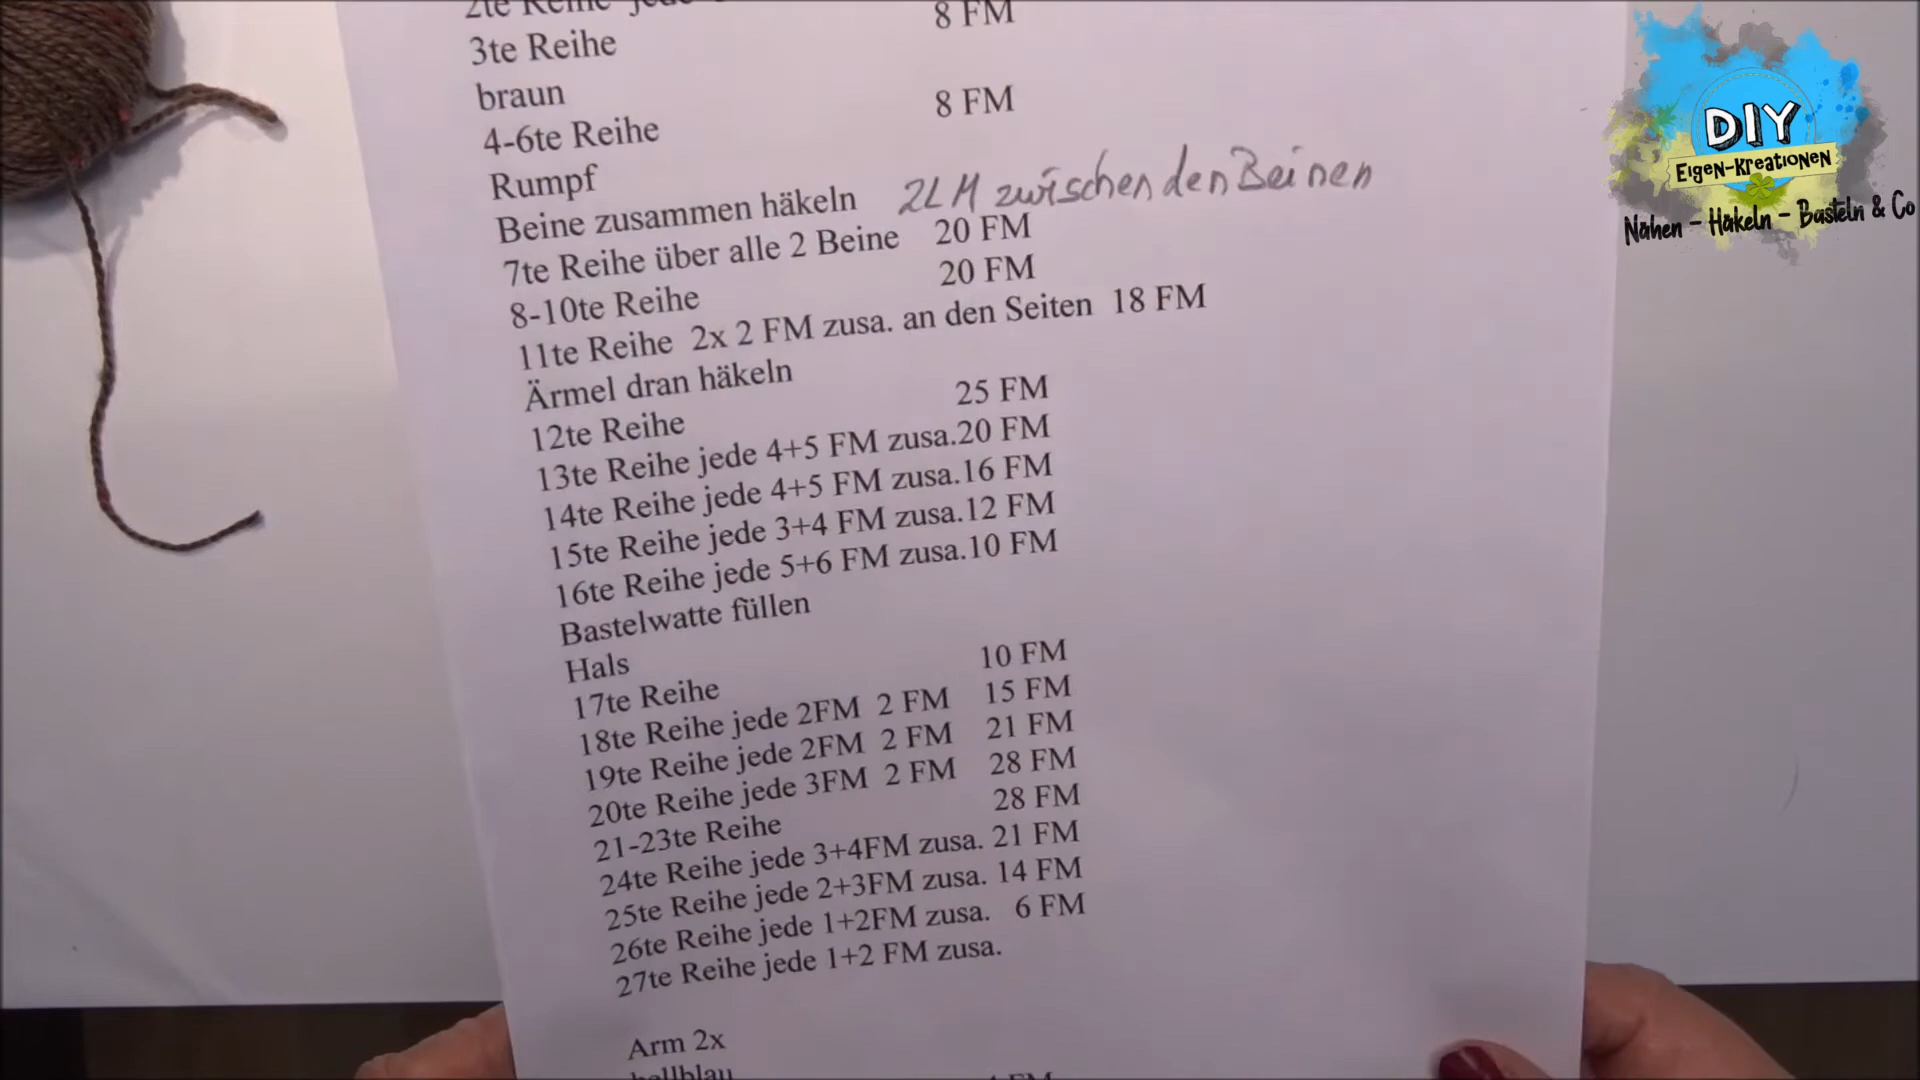 2te Reihe jede
3te Reihe 8 FM
braun
4-6te Reihe 8 FM
Rumpf
Beine zusammen häkeln 2LM zwischen den Beinen
7te Reihe über alle 2 Beine 20 FM
8-10te Reihe 20 FM
11te Reihe 2x 2 FM zusa. an den Seiten 18 FM
Ärmel dran häkeln
12te Reihe 25 FM
13te Reihe jede 4+5 FM zusa.20 FM
14te Reihe jede 4+5 FM zusa.16 FM
15te Reihe jede 3+4 FM zusa.12 FM
16te Reihe jede 5+6 FM zusa.10 FM
Bastelwatte füllen
Hals
17te Reihe 10 FM
18te Reihe jede 2FM 2 FM 15 FM
19te Reihe jede 2FM 2 FM 21 FM
20te Reihe jede 3FM 2 FM 28 FM
21-23te Reihe 28 FM
24te Reihe jede 3+4FM zusa. 21 FM
25te Reihe jede 2+3FM zusa. 14 FM
26te Reihe jede 1+2FM zusa. 6 FM
27te Reihe jede 1+2 FM zusa.
Arm 2x
hellblau
DIY
Eigen-Kreationen
Nähen - Häkeln - Basteln & Co